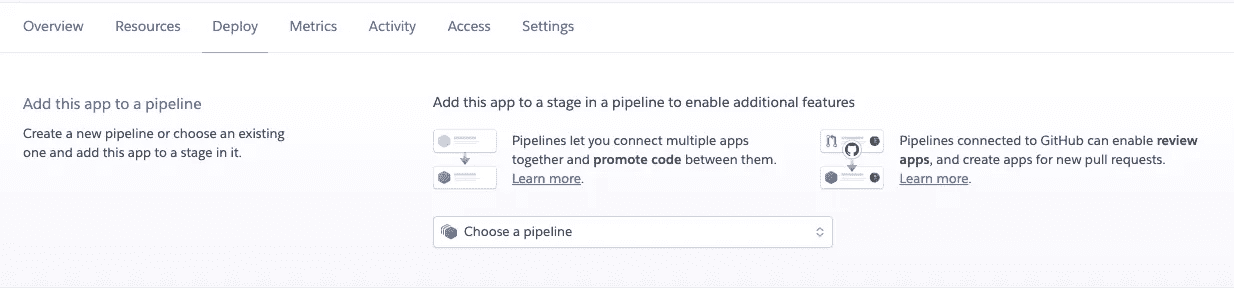 Overview Resources Deploy Metrics Activity Access Settings
Add this app to a pipeline
Create a new pipeline or choose an existing
one and add this app to a stage in it.
Add this app to a stage in a pipeline to enable additional features
Pipelines let you connect multiple apps
together and promote code between them.
Learn more.
Pipelines connected to GitHub can enable review
apps, and create apps for new pull requests.
Learn more.
Choose a pipeline